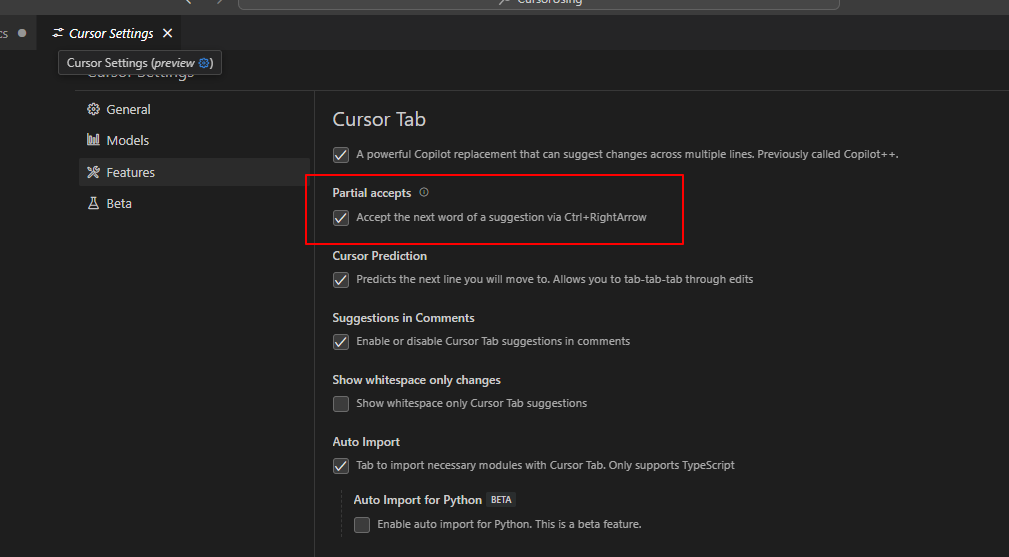 CursorUsing
cs
Cursor Settings
Cursor Settings (preview)
Cursor Settings
General
Models
Features
Beta
Cursor Tab
A powerful Copilot replacement that can suggest changes across multiple lines. Previously called Copilot++.
Partial accepts
Accept the next word of a suggestion via Ctrl+RightArrow
Cursor Prediction
Predicts the next line you will move to. Allows you to tab-tab-tab through edits
Suggestions in Comments
Enable or disable Cursor Tab suggestions in comments
Show whitespace only changes
Show whitespace only Cursor Tab suggestions
Auto Import
Tab to import necessary modules with Cursor Tab. Only supports TypeScript
Auto Import for Python BETA
Enable auto import for Python. This is a beta feature.